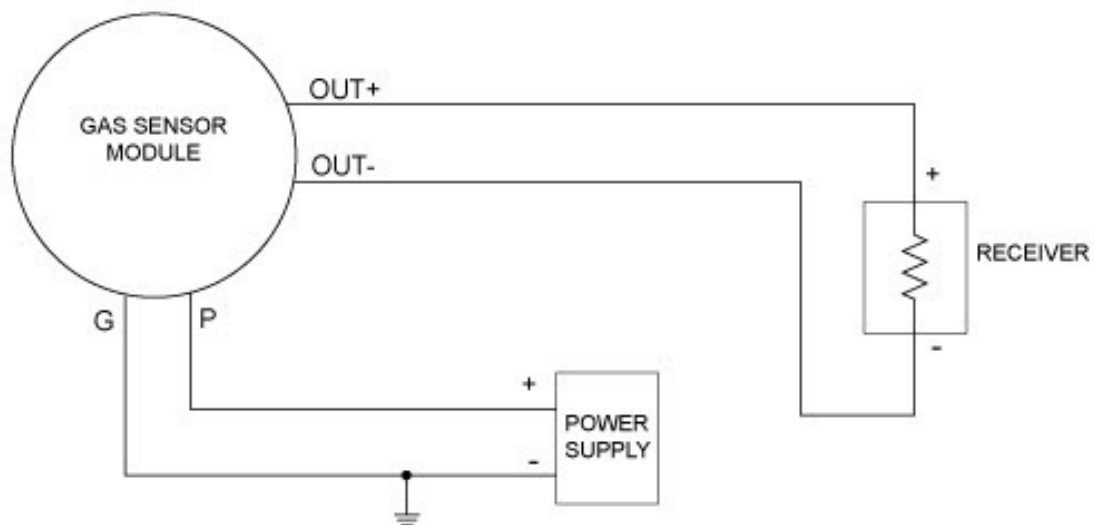 OUT+
GAS SENSOR
MODULE
OUT-
+
RECEIVER
-
G
P
+
POWER
SUPPLY
-